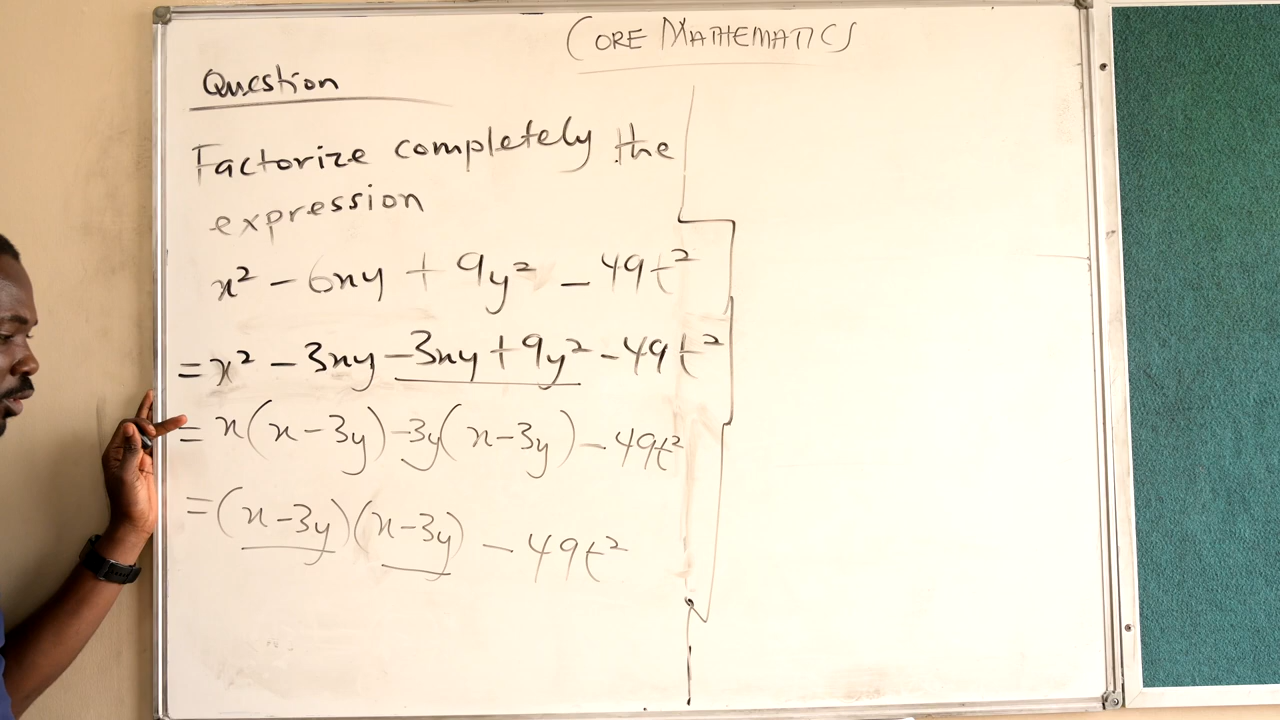 CORE MATHEMATICS
Question
Factorize completely the
expression
x² - 6xy + 9y² - 49t²
= x² - 3xy - 3xy + 9y² - 49t²
= x(x - 3y) - 3y(x - 3y) - 49t²
= (x - 3y)(x - 3y) - 49t²